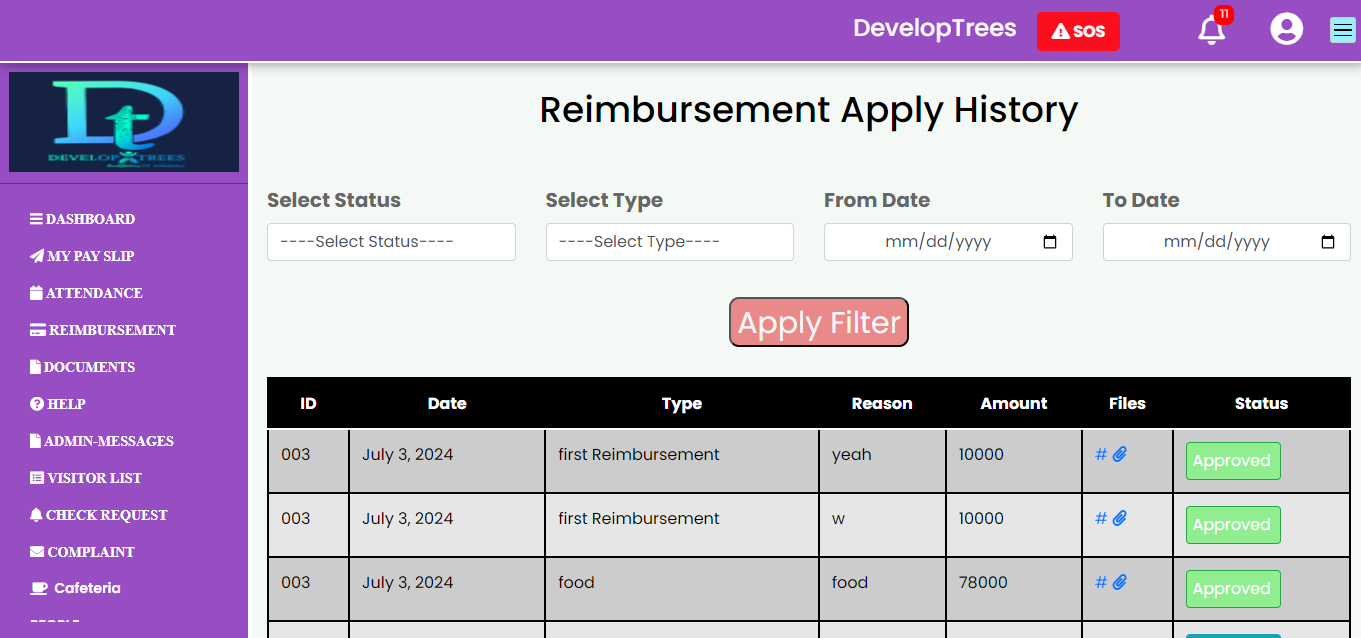 DevelopTrees
SOS
11
Dt
DEVELOP TREES
Reimbursement Apply History
DASHBOARD
MY PAY SLIP
ATTENDANCE
REIMBURSEMENT
DOCUMENTS
HELP
ADMIN-MESSAGES
VISITOR LIST
CHECK REQUEST
COMPLAINT
Cafeteria
Select Status Select Type From Date To Date
----Select Status---- ----Select Type---- mm/dd/yyyy mm/dd/yyyy
Apply Filter
ID Date Type Reason Amount Files Status
003 July 3, 2024 first Reimbursement yeah 10000 # Approved
003 July 3, 2024 first Reimbursement w 10000 # Approved
003 July 3, 2024 food food 78000 # Approved